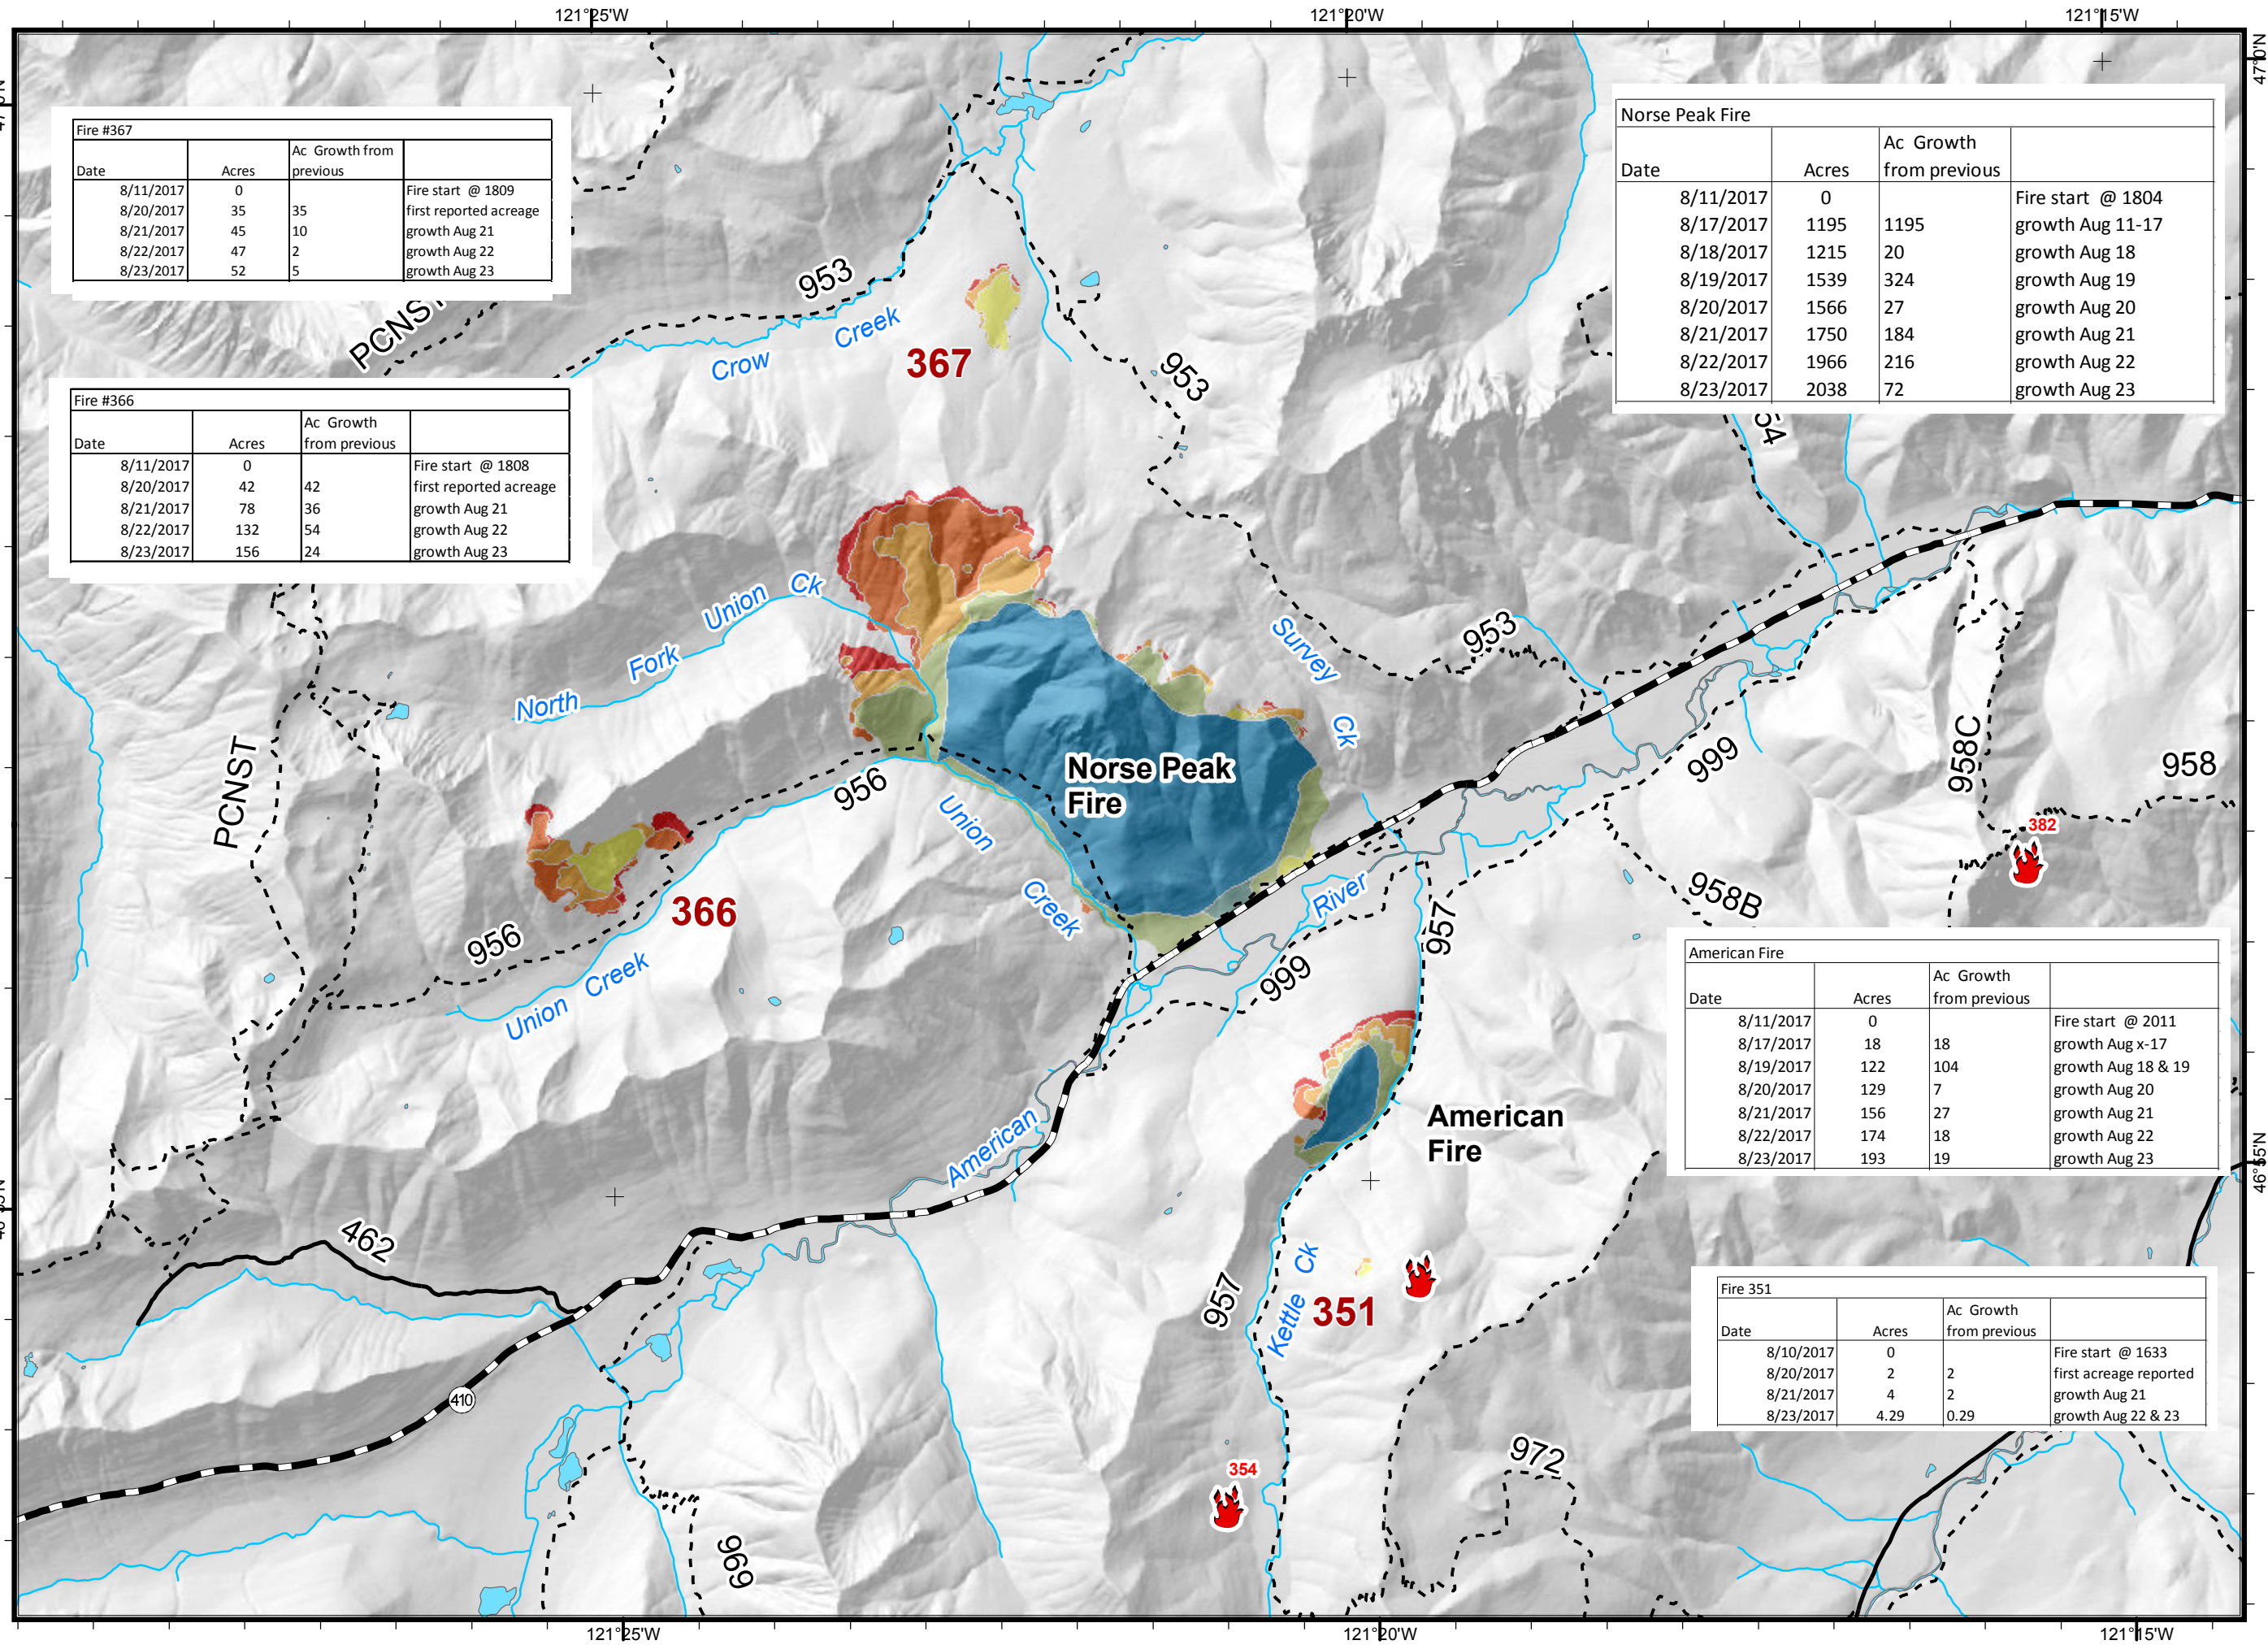 121°25'W 121°20'W 121°15'W
47°0'N
Fire #367
Date Acres Ac Growth from previous
8/11/2017 0 Fire start @ 1809
8/20/2017 35 35 first reported acreage
8/21/2017 45 10 growth Aug 21
8/22/2017 47 2 growth Aug 22
8/23/2017 52 5 growth Aug 23
Norse Peak Fire
Date Acres Ac Growth from previous
8/11/2017 0 Fire start @ 1804
8/17/2017 1195 1195 growth Aug 11-17
8/18/2017 1215 20 growth Aug 18
8/19/2017 1539 324 growth Aug 19
8/20/2017 1566 27 growth Aug 20
8/21/2017 1750 184 growth Aug 21
8/22/2017 1966 216 growth Aug 22
8/23/2017 2038 72 growth Aug 23
953
PCNST
Crow Creek
367
953
Fire #366
Date Acres Ac Growth from previous
8/11/2017 0 Fire start @ 1808
8/20/2017 42 42 first reported acreage
8/21/2017 78 36 growth Aug 21
8/22/2017 132 54 growth Aug 22
8/23/2017 156 24 growth Aug 23
North Fork Union Ck
Survey Ck
953
PCNST
956
Norse Peak
Fire
999
958C
958
382
Union Creek
366
956
Union Creek
River
957
958B
999
American Fire
Date Acres Ac Growth from previous
8/11/2017 0 Fire start @ 2011
8/17/2017 18 18 growth Aug x-17
8/19/2017 122 104 growth Aug 18 & 19
8/20/2017 129 7 growth Aug 20
8/21/2017 156 27 growth Aug 21
8/22/2017 174 18 growth Aug 22
8/23/2017 193 19 growth Aug 23
46°55'N
American
Fire
American
462
957
Kettle Ck
351
Fire 351
Date Acres Ac Growth from previous
8/10/2017 0 Fire start @ 1633
8/20/2017 2 2 first acreage reported
8/21/2017 4 2 growth Aug 21
8/23/2017 4.29 0.29 growth Aug 22 & 23
410
972
354
969
121°25'W 121°20'W 121°15'W